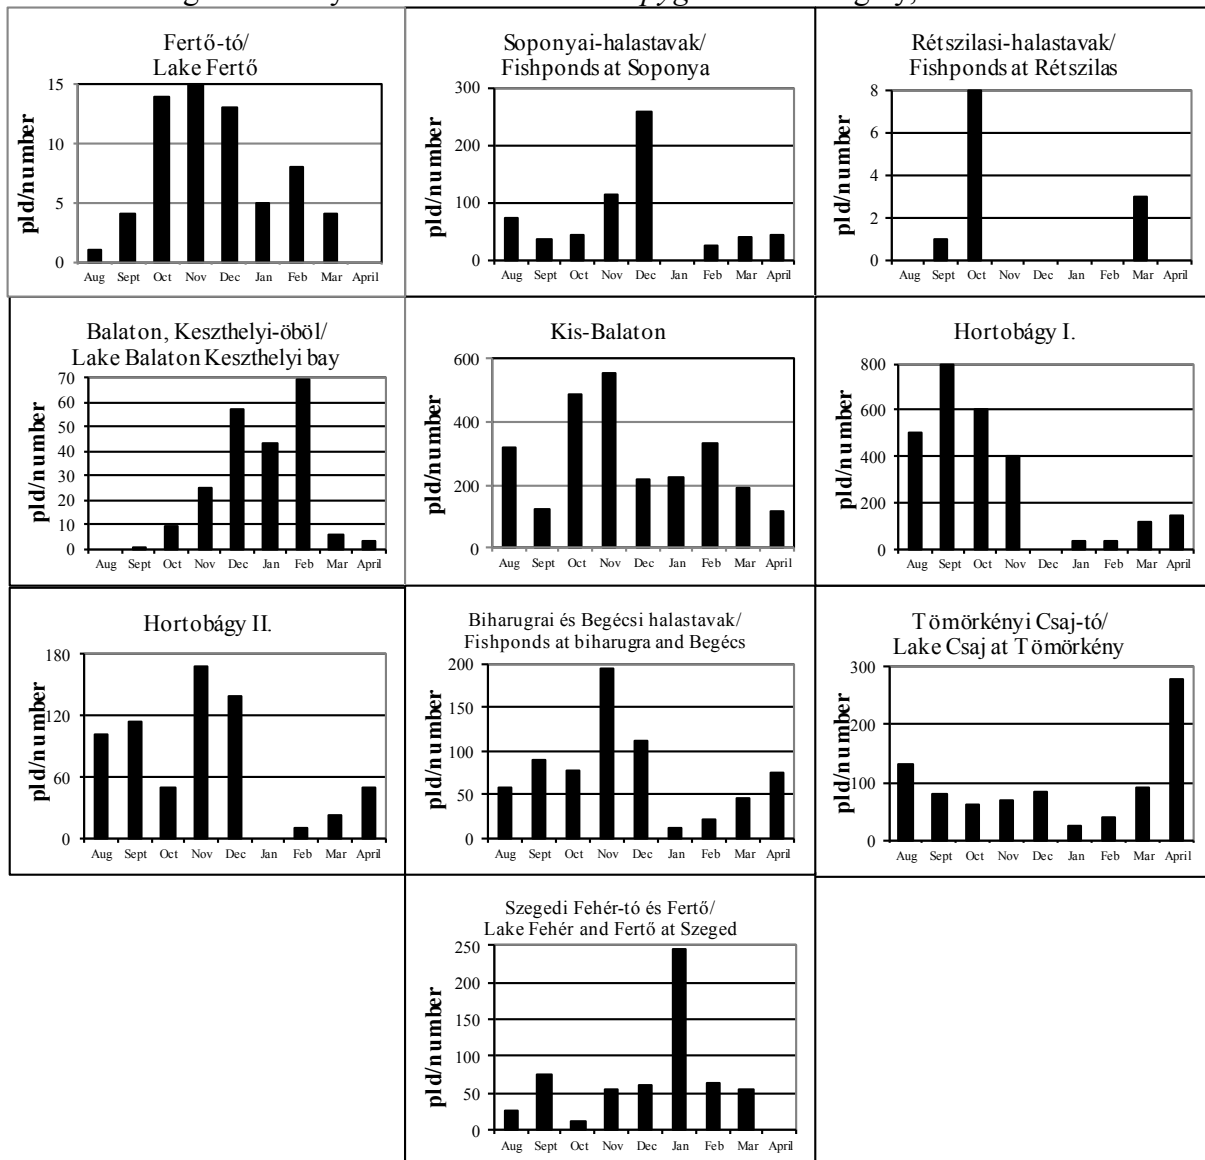 Fertő-tó/
Lake Fertő
pld/number
15
10
5
0
Aug Sept Oct Nov Dec Jan Feb Mar April
Soponyai-halastavak/
Fishponds at Soponya
pld/number
300
200
100
0
Aug Sept Oct Nov Dec Jan Feb Mar April
Rétszilasi-halastavak/
Fishponds at Rétszilas
pld/number
8
6
4
2
0
Aug Sept Oct Nov Dec Jan Feb Mar April
Balaton, Keszthelyi-öböl/
Lake Balaton Keszthelyi bay
pld/number
70
60
50
40
30
20
10
0
Aug Sept Oct Nov Dec Jan Feb Mar April
Kis-Balaton
pld/number
600
400
200
0
Aug Sept Oct Nov Dec Jan Feb Mar April
Hortobágy I.
pld/number
800
600
400
200
0
Aug Sept Oct Nov Dec Jan Feb Mar April
Hortobágy II.
pld/number
180
120
60
0
Aug Sept Oct Nov Dec Jan Feb Mar April
Biharugrai és Begécsi halastavak/
Fishponds at biharugra and Begécs
pld/number
200
150
100
50
0
Aug Sept Oct Nov Dec Jan Feb Mar April
Tömörkényi Csaj-tó/
Lake Csaj at Tömörkény
pld/number
300
200
100
0
Aug Sept Oct Nov Dec Jan Feb Mar April
Szegedi Fehér-tó és Fertő/
Lake Fehér and Fertő at Szeged
pld/number
250
200
150
100
50
0
Aug Sept Oct Nov Dec Jan Feb Mar April